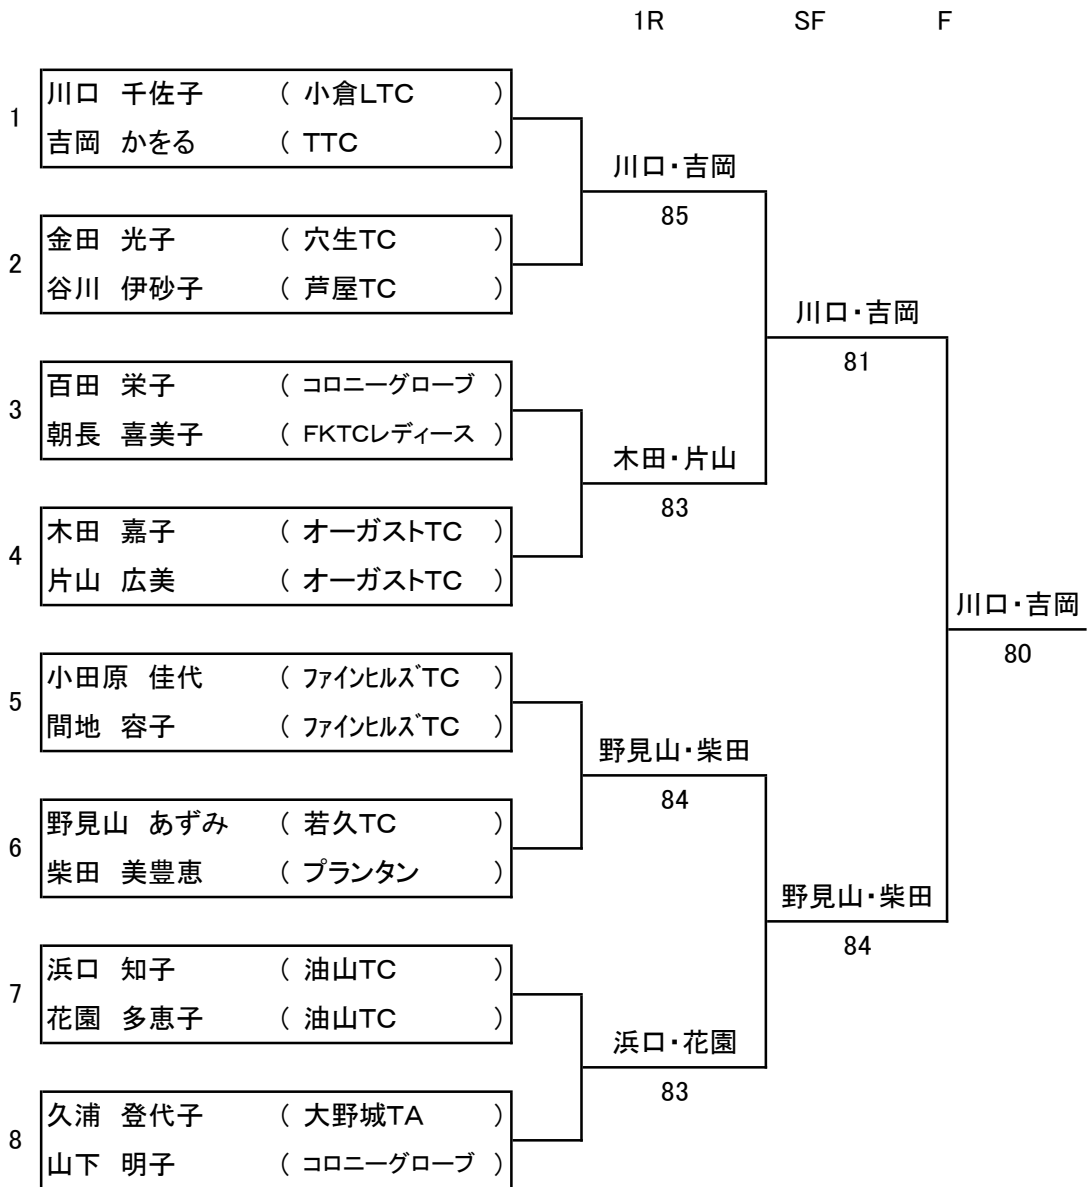 1R SF F
1
川口 千佐子 ( 小倉LTC )
吉岡 かをる ( TTC )
川口・吉岡
85
2
金田 光子 ( 穴生TC )
谷川 伊砂子 ( 芦屋TC )
川口・吉岡
81
3
百田 栄子 ( コロニーグローブ )
朝長 喜美子 ( FKTCレディース )
木田・片山
83
4
木田 嘉子 ( オーガストTC )
片山 広美 ( オーガストTC )
川口・吉岡
80
5
小田原 佳代 ( ファインヒルズTC )
間地 容子 ( ファインヒルズTC )
野見山・柴田
84
6
野見山 あずみ ( 若久TC )
柴田 美豊恵 ( プランタン )
野見山・柴田
84
7
浜口 知子 ( 油山TC )
花園 多恵子 ( 油山TC )
浜口・花園
83
8
久浦 登代子 ( 大野城TA )
山下 明子 ( コロニーグローブ )